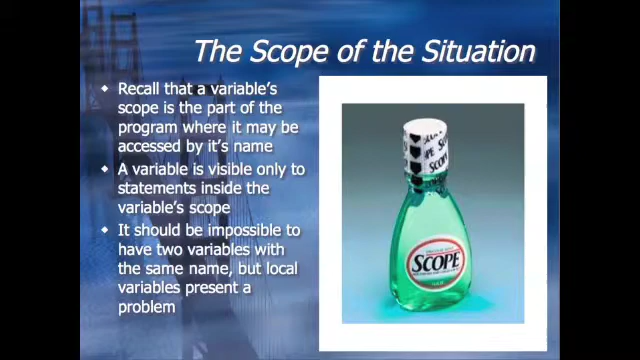 The Scope of the Situation
Recall that a variable's
scope is the part of the
program where it may be
accessed by it's name
A variable is visible only to
statements inside the
variable's scope
It should be impossible to
have two variables with
the same name, but local
variables present a
problem
SCOPE
SCOPE